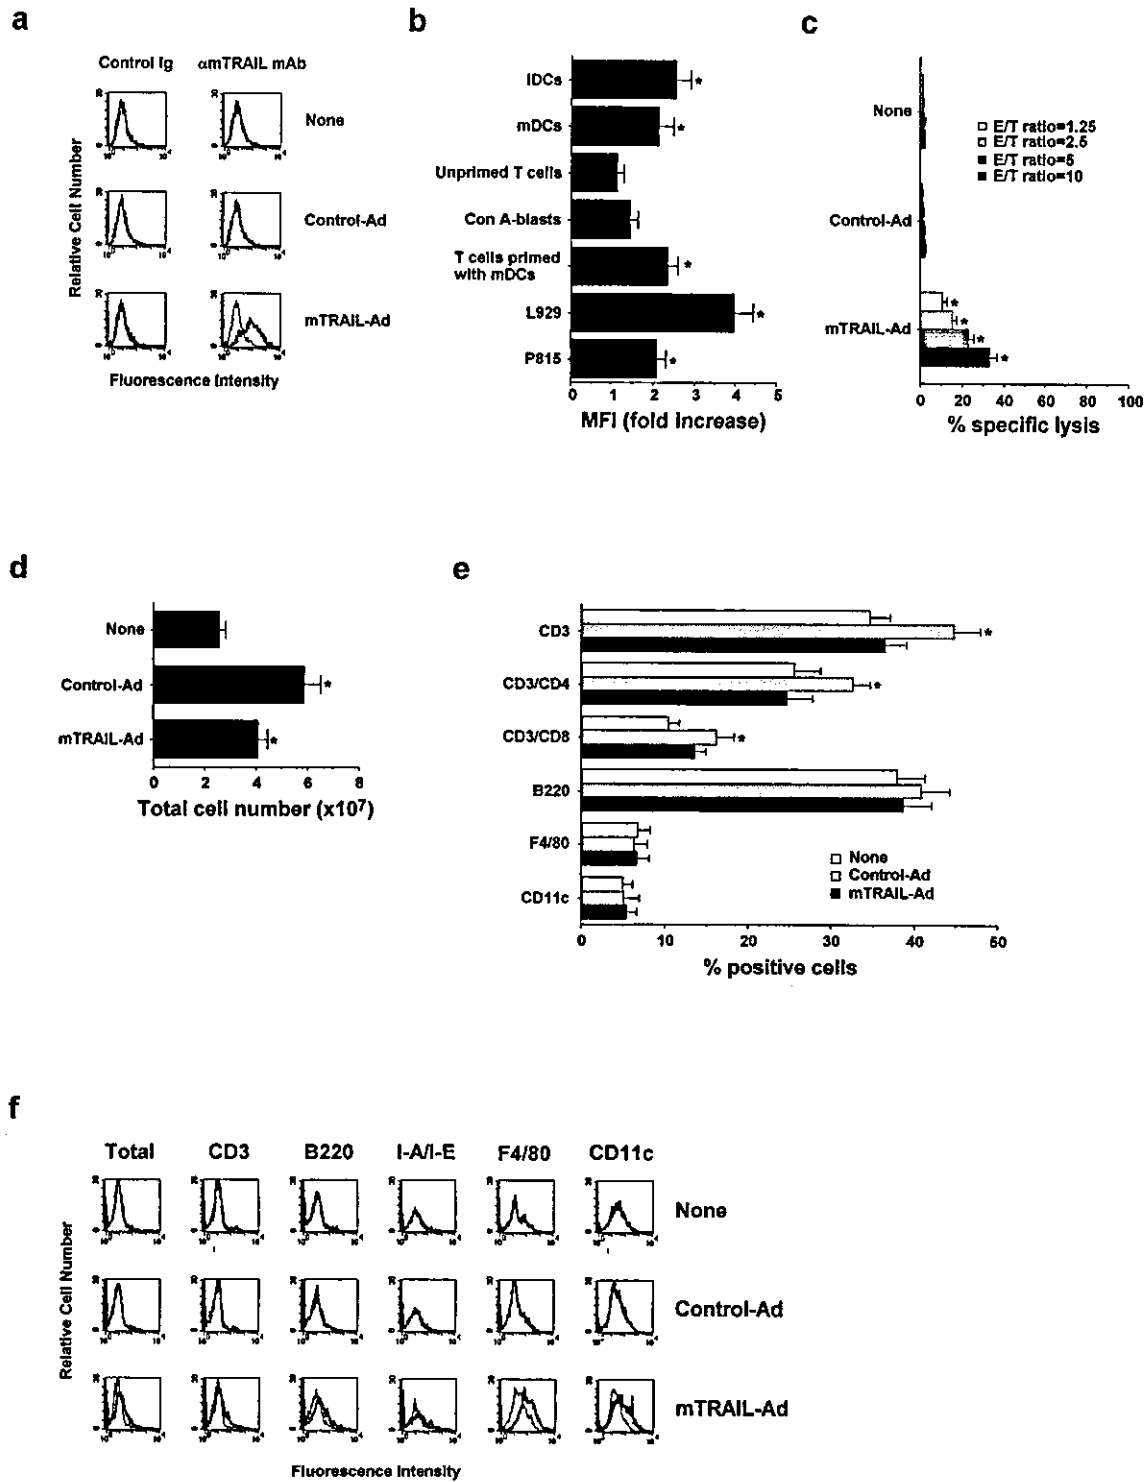 a
Control Ig αmTRAIL mAb
None
Control-Ad
mTRAIL-Ad
Relative Cell Number
Fluorescence Intensity
b
iDCs
mDCs
Unprimed T cells
Con A-blasts
T cells primed
with mDCs
L929
P815
0 1 2 3 4 5
MFI (fold increase)
c
None
Control-Ad
mTRAIL-Ad
E/T ratio=1.25
E/T ratio=2.5
E/T ratio=5
E/T ratio=10
0 20 40 60 80 100
% specific lysis
d
None
Control-Ad
mTRAIL-Ad
0 2 4 6 8
Total cell number (x10⁷)
e
CD3
CD3/CD4
CD3/CD8
B220
F4/80
CD11c
None
Control-Ad
mTRAIL-Ad
0 10 20 30 40 50
% positive cells
f
Total CD3 B220 I-A/I-E F4/80 CD11c
None
Control-Ad
mTRAIL-Ad
Relative Cell Number
Fluorescence Intensity